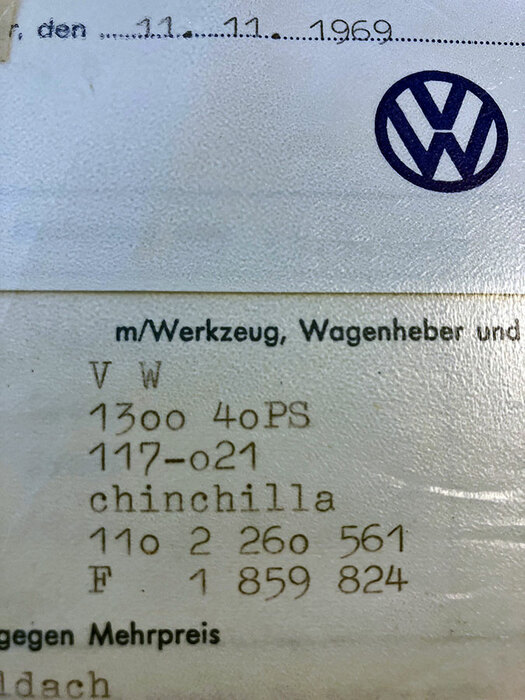 r, den 11. 11. 1969
VW
m/Werkzeug, Wagenheber und
V W
13oo 4oPS
117-o21
chinchilla
11o 2 26o 561
F 1 859 824
gegen Mehrpreis
ldach